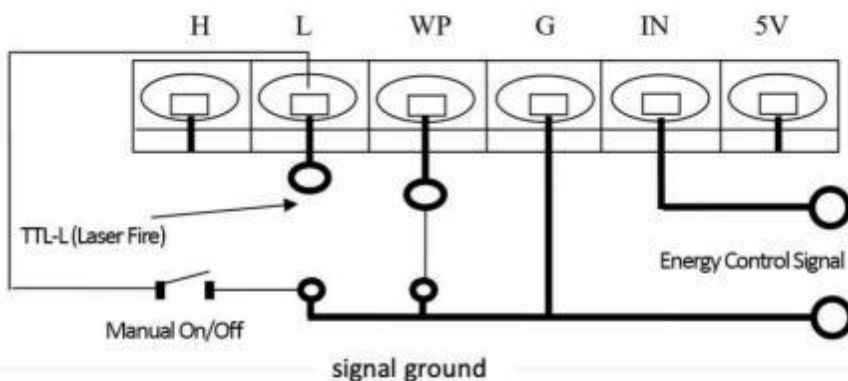 H L WP G IN 5V
TTL-L (Laser Fire)
Energy Control Signal
Manual On/Off
signal ground